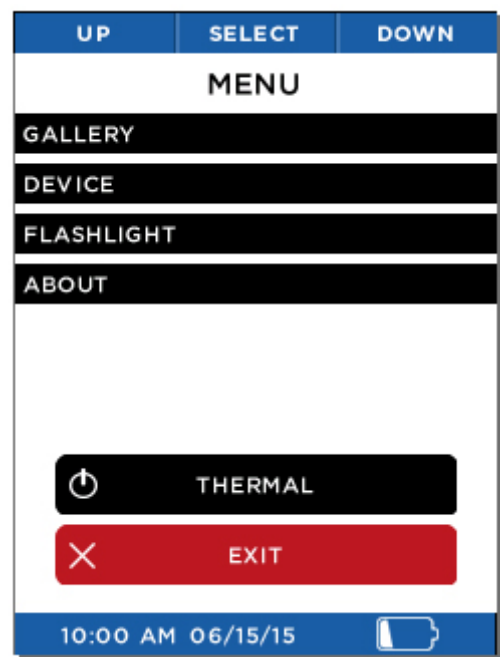 UP SELECT DOWN
MENU
GALLERY
DEVICE
FLASHLIGHT
ABOUT
THERMAL
EXIT
10:00 AM 06/15/15